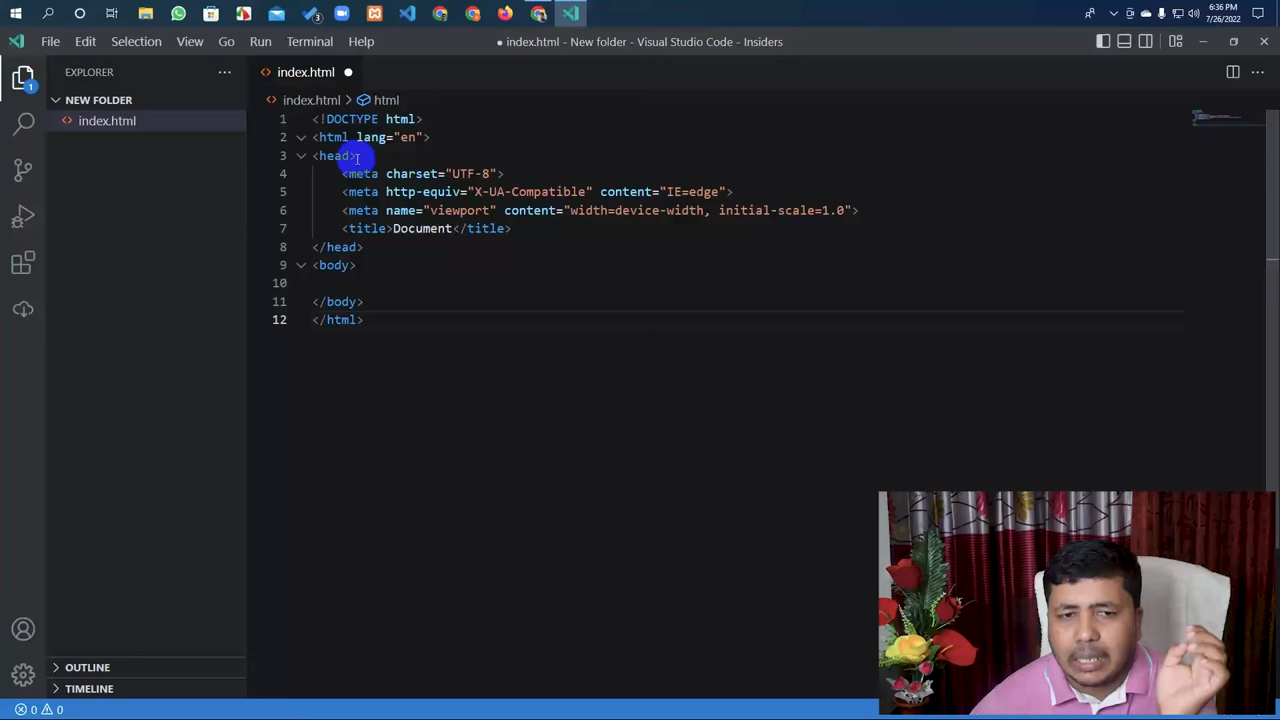 3
6:36 PM
7/26/2022
File Edit Selection View Go Run Terminal Help
● index.html - New folder - Visual Studio Code - Insiders
EXPLORER
index.html
1
NEW FOLDER
index.html > html
index.html
1 <!DOCTYPE html>
2 <html lang="en">
3 <head>
4 <meta charset="UTF-8">
5 <meta http-equiv="X-UA-Compatible" content="IE=edge">
6 <meta name="viewport" content="width=device-width, initial-scale=1.0">
7 <title>Document</title>
8 </head>
9 <body>
10
11 </body>
12 </html>
OUTLINE
TIMELINE
0 0